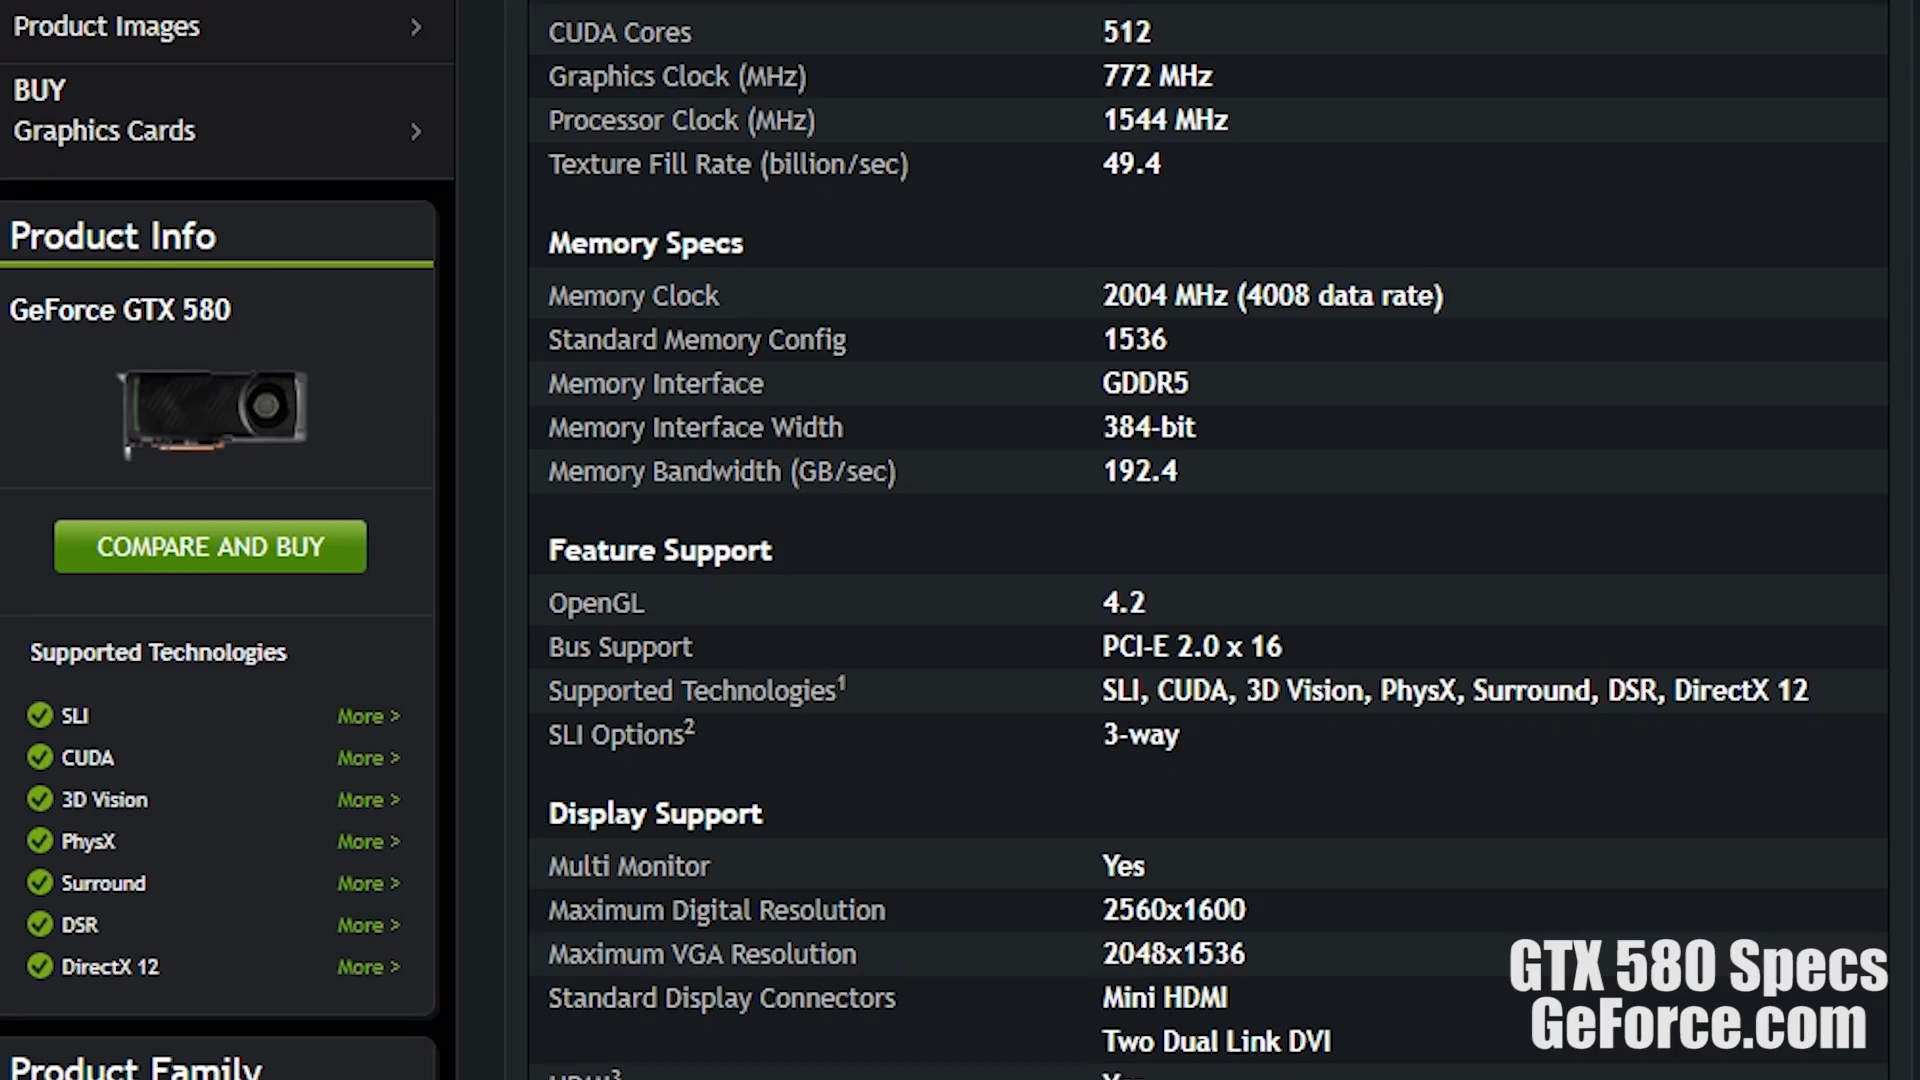 Product Images
BUY
Graphics Cards
Product Info
GeForce GTX 580
COMPARE AND BUY
Supported Technologies
SLI More >
CUDA More >
3D Vision More >
PhysX More >
Surround More >
DSR More >
DirectX 12 More >
Product Family
CUDA Cores 512
Graphics Clock (MHz) 772 MHz
Processor Clock (MHz) 1544 MHz
Texture Fill Rate (billion/sec) 49.4
Memory Specs
Memory Clock 2004 MHz (4008 data rate)
Standard Memory Config 1536
Memory Interface GDDR5
Memory Interface Width 384-bit
Memory Bandwidth (GB/sec) 192.4
Feature Support
OpenGL 4.2
Bus Support PCI-E 2.0 x 16
Supported Technologies1 SLI, CUDA, 3D Vision, PhysX, Surround, DSR, DirectX 12
SLI Options2 3-way
Display Support
Multi Monitor Yes
Maximum Digital Resolution 2560x1600
Maximum VGA Resolution 2048x1536
Standard Display Connectors Mini HDMI
Two Dual Link DVI
GTX 580 Specs
GeForce.com